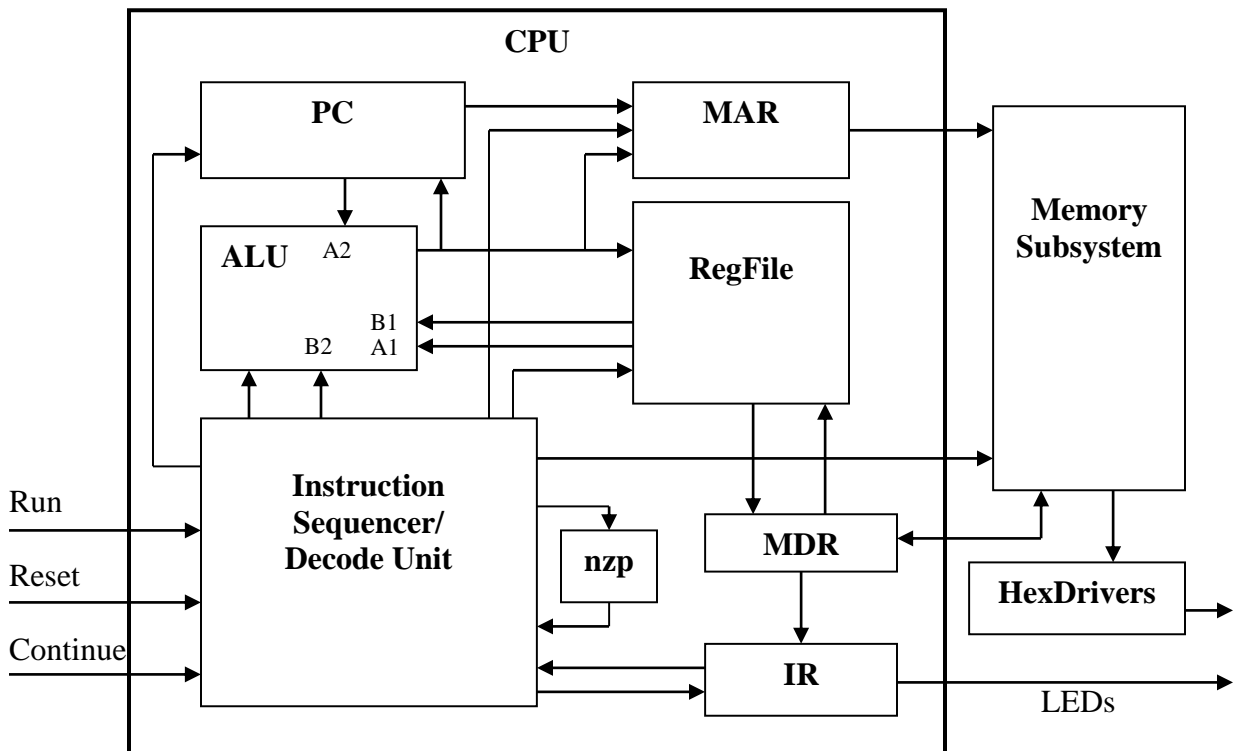 CPU
PC
MAR
Memory
Subsystem
ALU
A2
RegFile
B1
B2
A1
Instruction
Sequencer/
Decode Unit
Run
Reset
Continue
nzp
MDR
HexDrivers
IR
LEDs